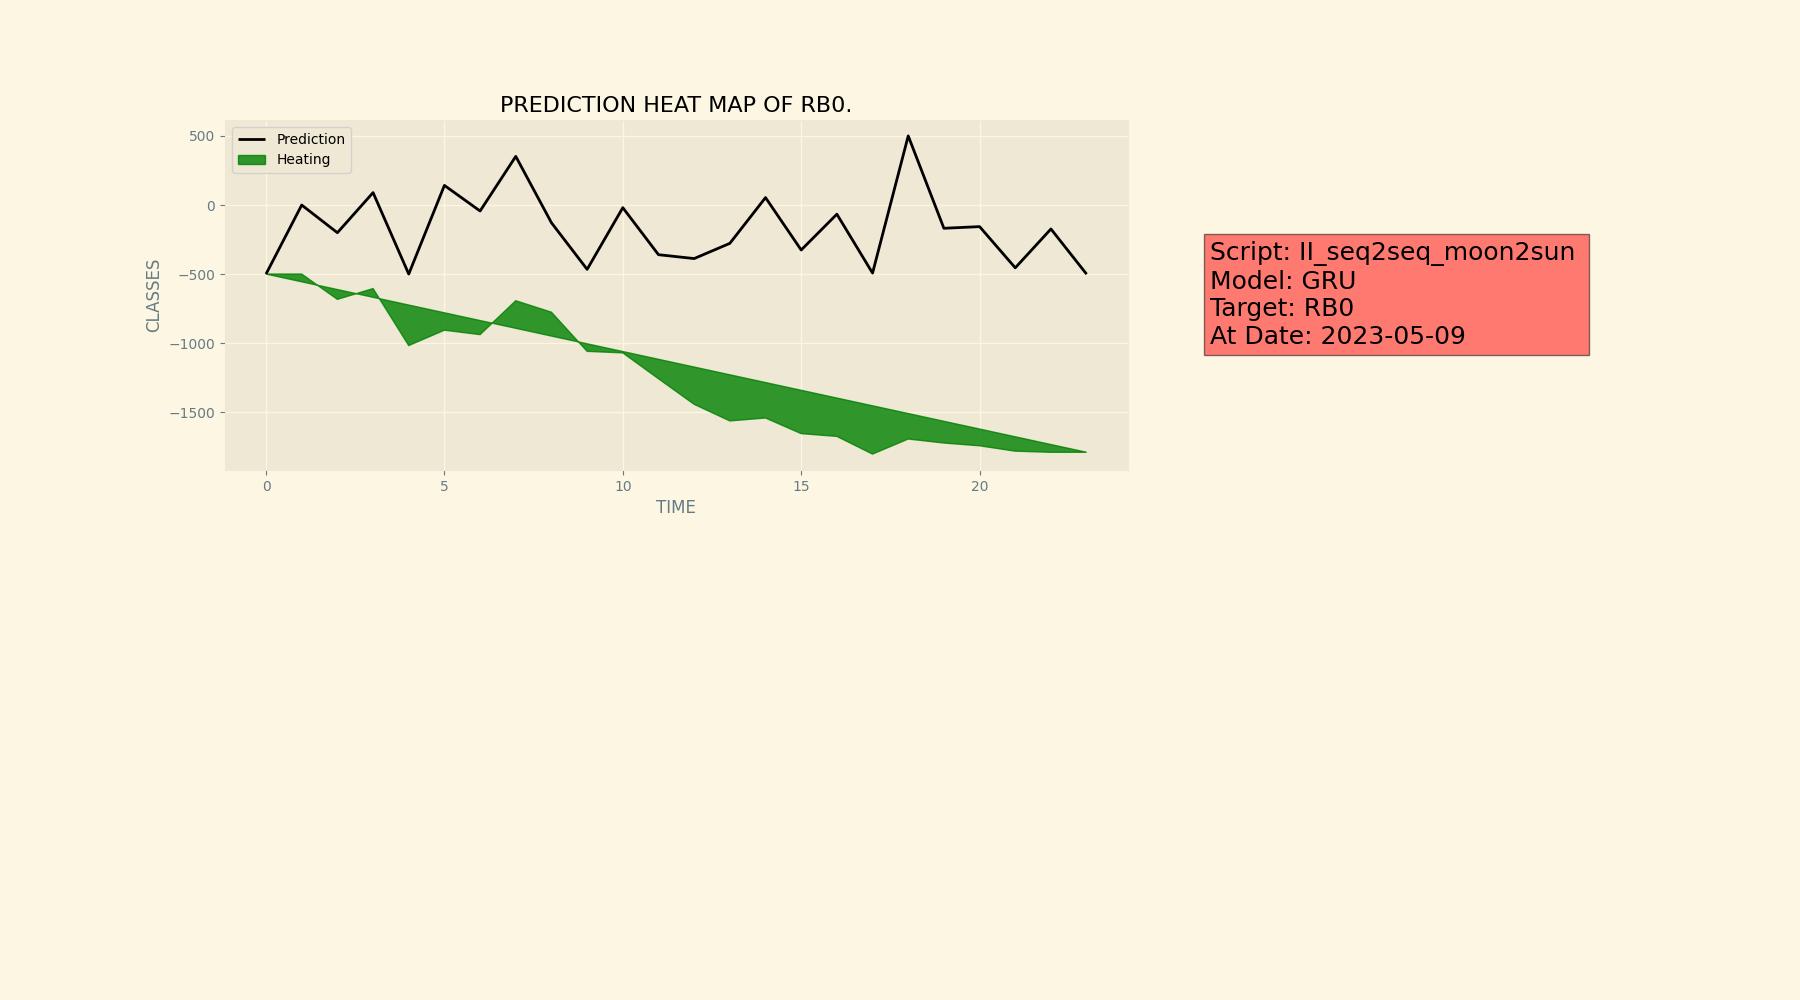 PREDICTION HEAT MAP OF RB0.
Prediction
Heating
500
0
−500
−1000
−1500
CLASSES
0 5 10 15 20
TIME
Script: II_seq2seq_moon2sun
Model: GRU
Target: RB0
At Date: 2023-05-09